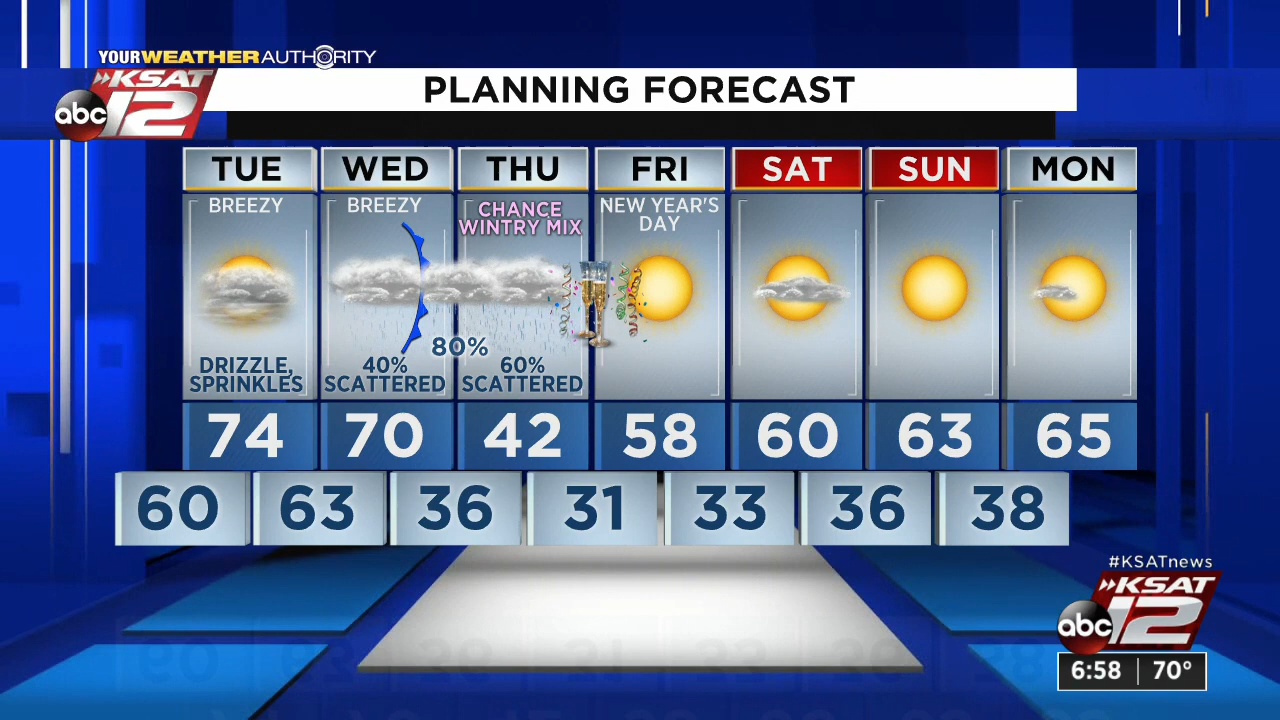 YOURWEATHERAUTHORITY
»KSAT
abc 12
PLANNING FORECAST
TUE WED THU FRI SAT SUN MON
BREEZY
BREEZY
CHANCE
WINTRY MIX
NEW YEAR'S
DAY
DRIZZLE,
SPRINKLES
40%
SCATTERED
80%
60%
SCATTERED
74 70 42 58 60 63 65
60 63 36 31 33 36 38
#KSATnews
»KSAT
abc 12
6:58 70°